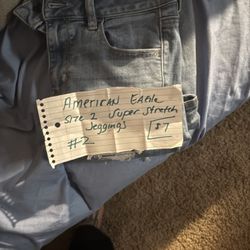 American Eagle
size 2 super stretch
Jeggings $7
#2